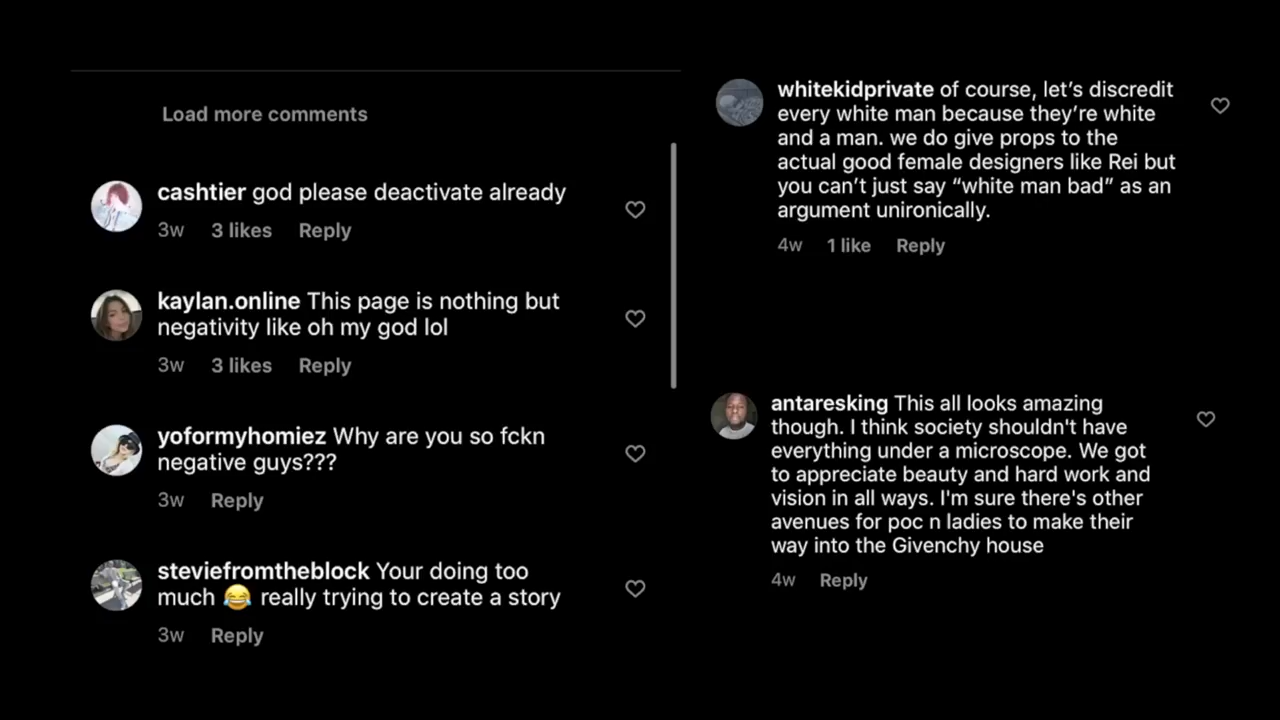 Load more comments
cashtier god please deactivate already
3w 3 likes Reply
kaylan.online This page is nothing but
negativity like oh my god lol
3w 3 likes Reply
yoformyhomiez Why are you so fckn
negative guys???
3w Reply
steviefromtheblock Your doing too
much 😂 really trying to create a story
3w Reply
whitekidprivate of course, let’s discredit
every white man because they’re white
and a man. we do give props to the
actual good female designers like Rei but
you can’t just say “white man bad” as an
argument unironically.
4w 1 like Reply
antaresking This all looks amazing
though. I think society shouldn't have
everything under a microscope. We got
to appreciate beauty and hard work and
vision in all ways. I'm sure there's other
avenues for poc n ladies to make their
way into the Givenchy house
4w Reply